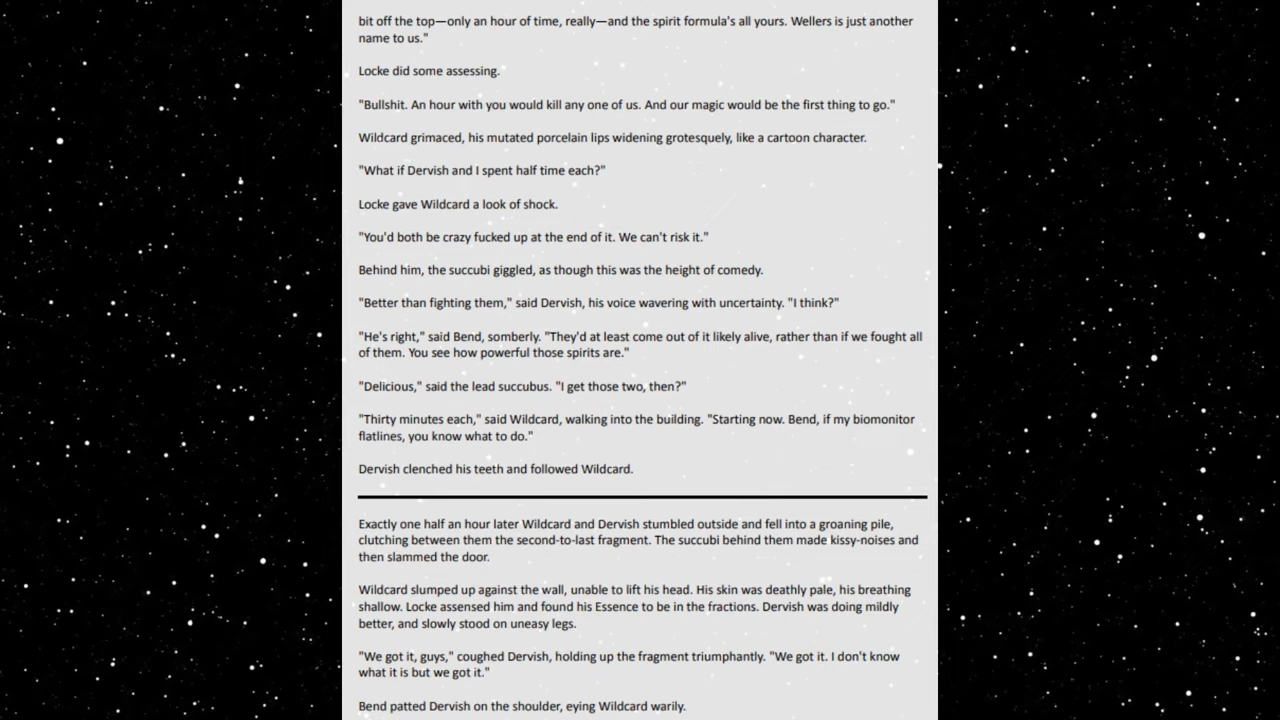 bit off the top—only an hour of time, really—and the spirit formula's all yours. Wellers is just another
name to us."
Locke did some assessing.
"Bullshit. An hour with you would kill any one of us. And our magic would be the first thing to go."
Wildcard grimaced, his mutated porcelain lips widening grotesquely, like a cartoon character.
"What if Dervish and I spent half time each?"
Locke gave Wildcard a look of shock.
"You'd both be crazy fucked up at the end of it. We can't risk it."
Behind him, the succubi giggled, as though this was the height of comedy.
"Better than fighting them," said Dervish, his voice wavering with uncertainty. "I think?"
"He's right," said Bend, somberly. "They'd at least come out of it likely alive, rather than if we fought all
of them. You see how powerful those spirits are."
"Delicious," said the lead succubus. "I get those two, then?"
"Thirty minutes each," said Wildcard, walking into the building. "Starting now. Bend, if my biomonitor
flatlines, you know what to do."
Dervish clenched his teeth and followed Wildcard.
Exactly one half an hour later Wildcard and Dervish stumbled outside and fell into a groaning pile,
clutching between them the second-to-last fragment. The succubi behind them made kissy-noises and
then slammed the door.
Wildcard slumped up against the wall, unable to lift his head. His skin was deathly pale, his breathing
shallow. Locke assensed him and found his Essence to be in the fractions. Dervish was doing mildly
better, and slowly stood on uneasy legs.
"We got it, guys," coughed Dervish, holding up the fragment triumphantly. "We got it. I don't know
what it is but we got it."
Bend patted Dervish on the shoulder, eying Wildcard warily.